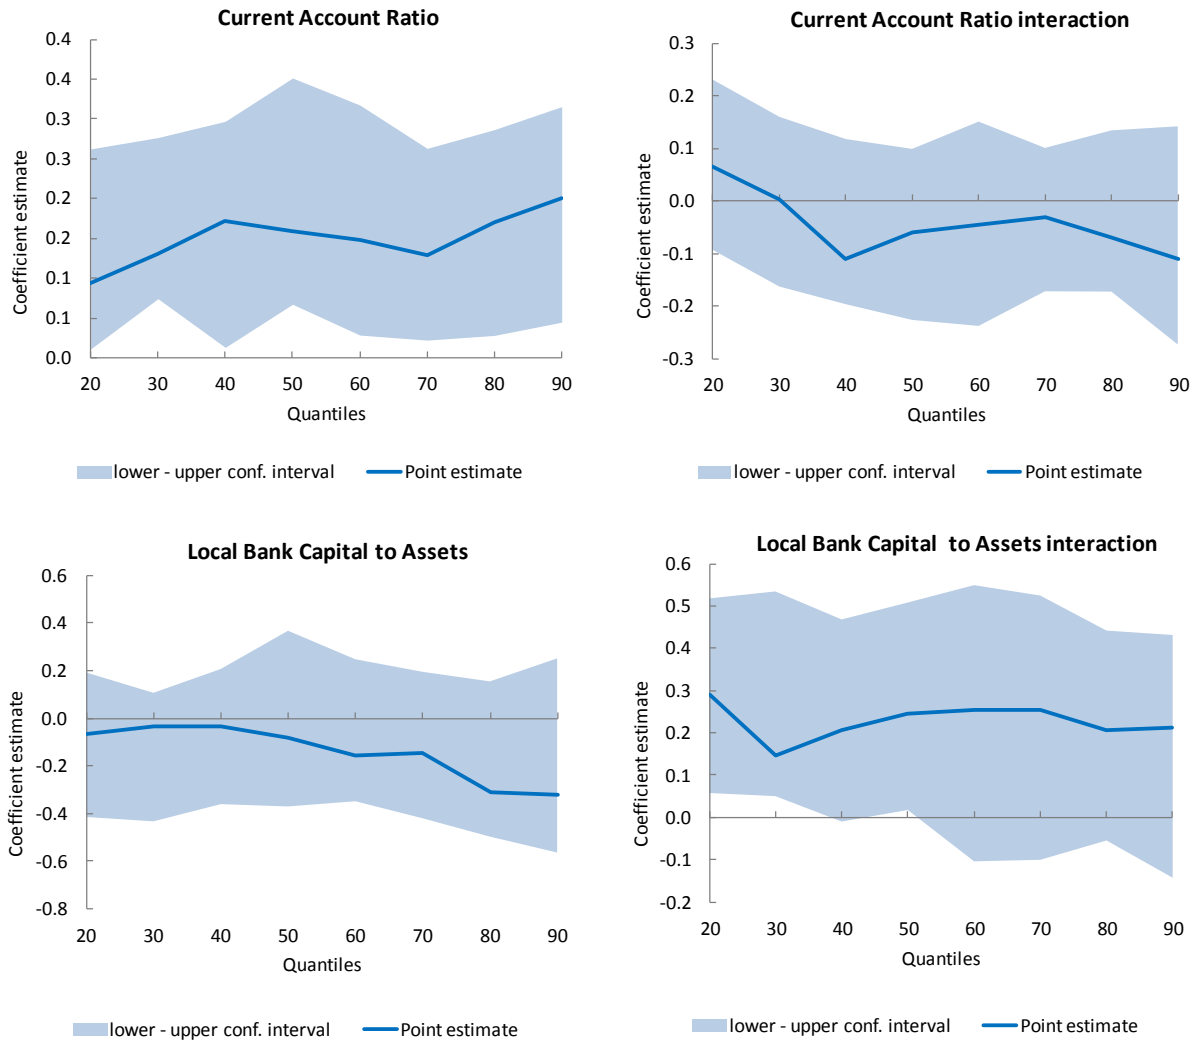 Current Account Ratio
0.4
0.4
0.3
0.3
0.2
0.2
0.1
0.1
0.0
Coefficient estimate
20 30 40 50 60 70 80 90
Quantiles
lower - upper conf. interval Point estimate
Current Account Ratio interaction
0.3
0.2
0.1
0.0
-0.1
-0.2
-0.3
Coefficient estimate
20 30 40 50 60 70 80 90
Quantiles
lower - upper conf. interval Point estimate
Local Bank Capital to Assets
0.6
0.4
0.2
0.0
-0.2
-0.4
-0.6
-0.8
Coefficient estimate
20 30 40 50 60 70 80 90
Quantiles
lower - upper conf. interval Point estimate
Local Bank Capital to Assets interaction
0.6
0.5
0.4
0.3
0.2
0.1
0.0
-0.1
-0.2
Coefficient estimate
20 30 40 50 60 70 80 90
Quantiles
lower - upper conf. interval Point estimate